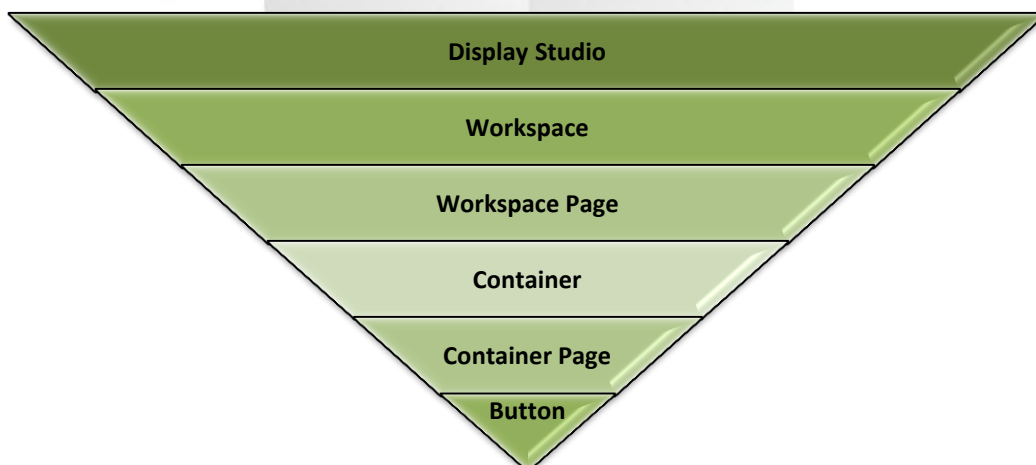 Display Studio
Workspace
Workspace Page
Container
Container Page
Button